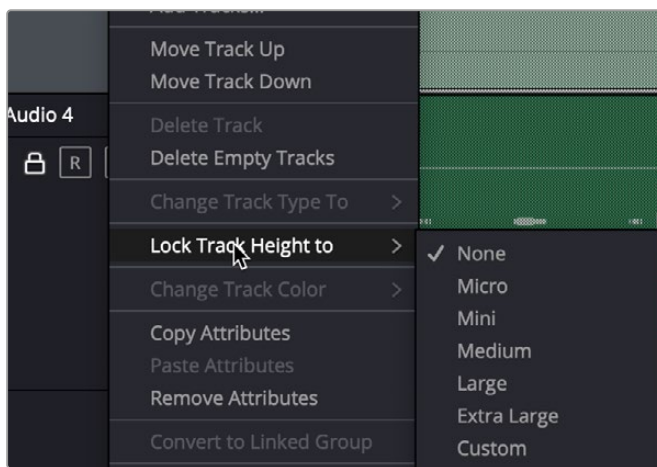 Add Tracks...
Move Track Up
Move Track Down
Audio 4
Delete Track
R
Delete Empty Tracks
Change Track Type To
Lock Track Height to
None
Micro
Change Track Color
Mini
Copy Attributes
Medium
Paste Attributes
Large
Remove Attributes
Extra Large
Convert to Linked Group
Custom